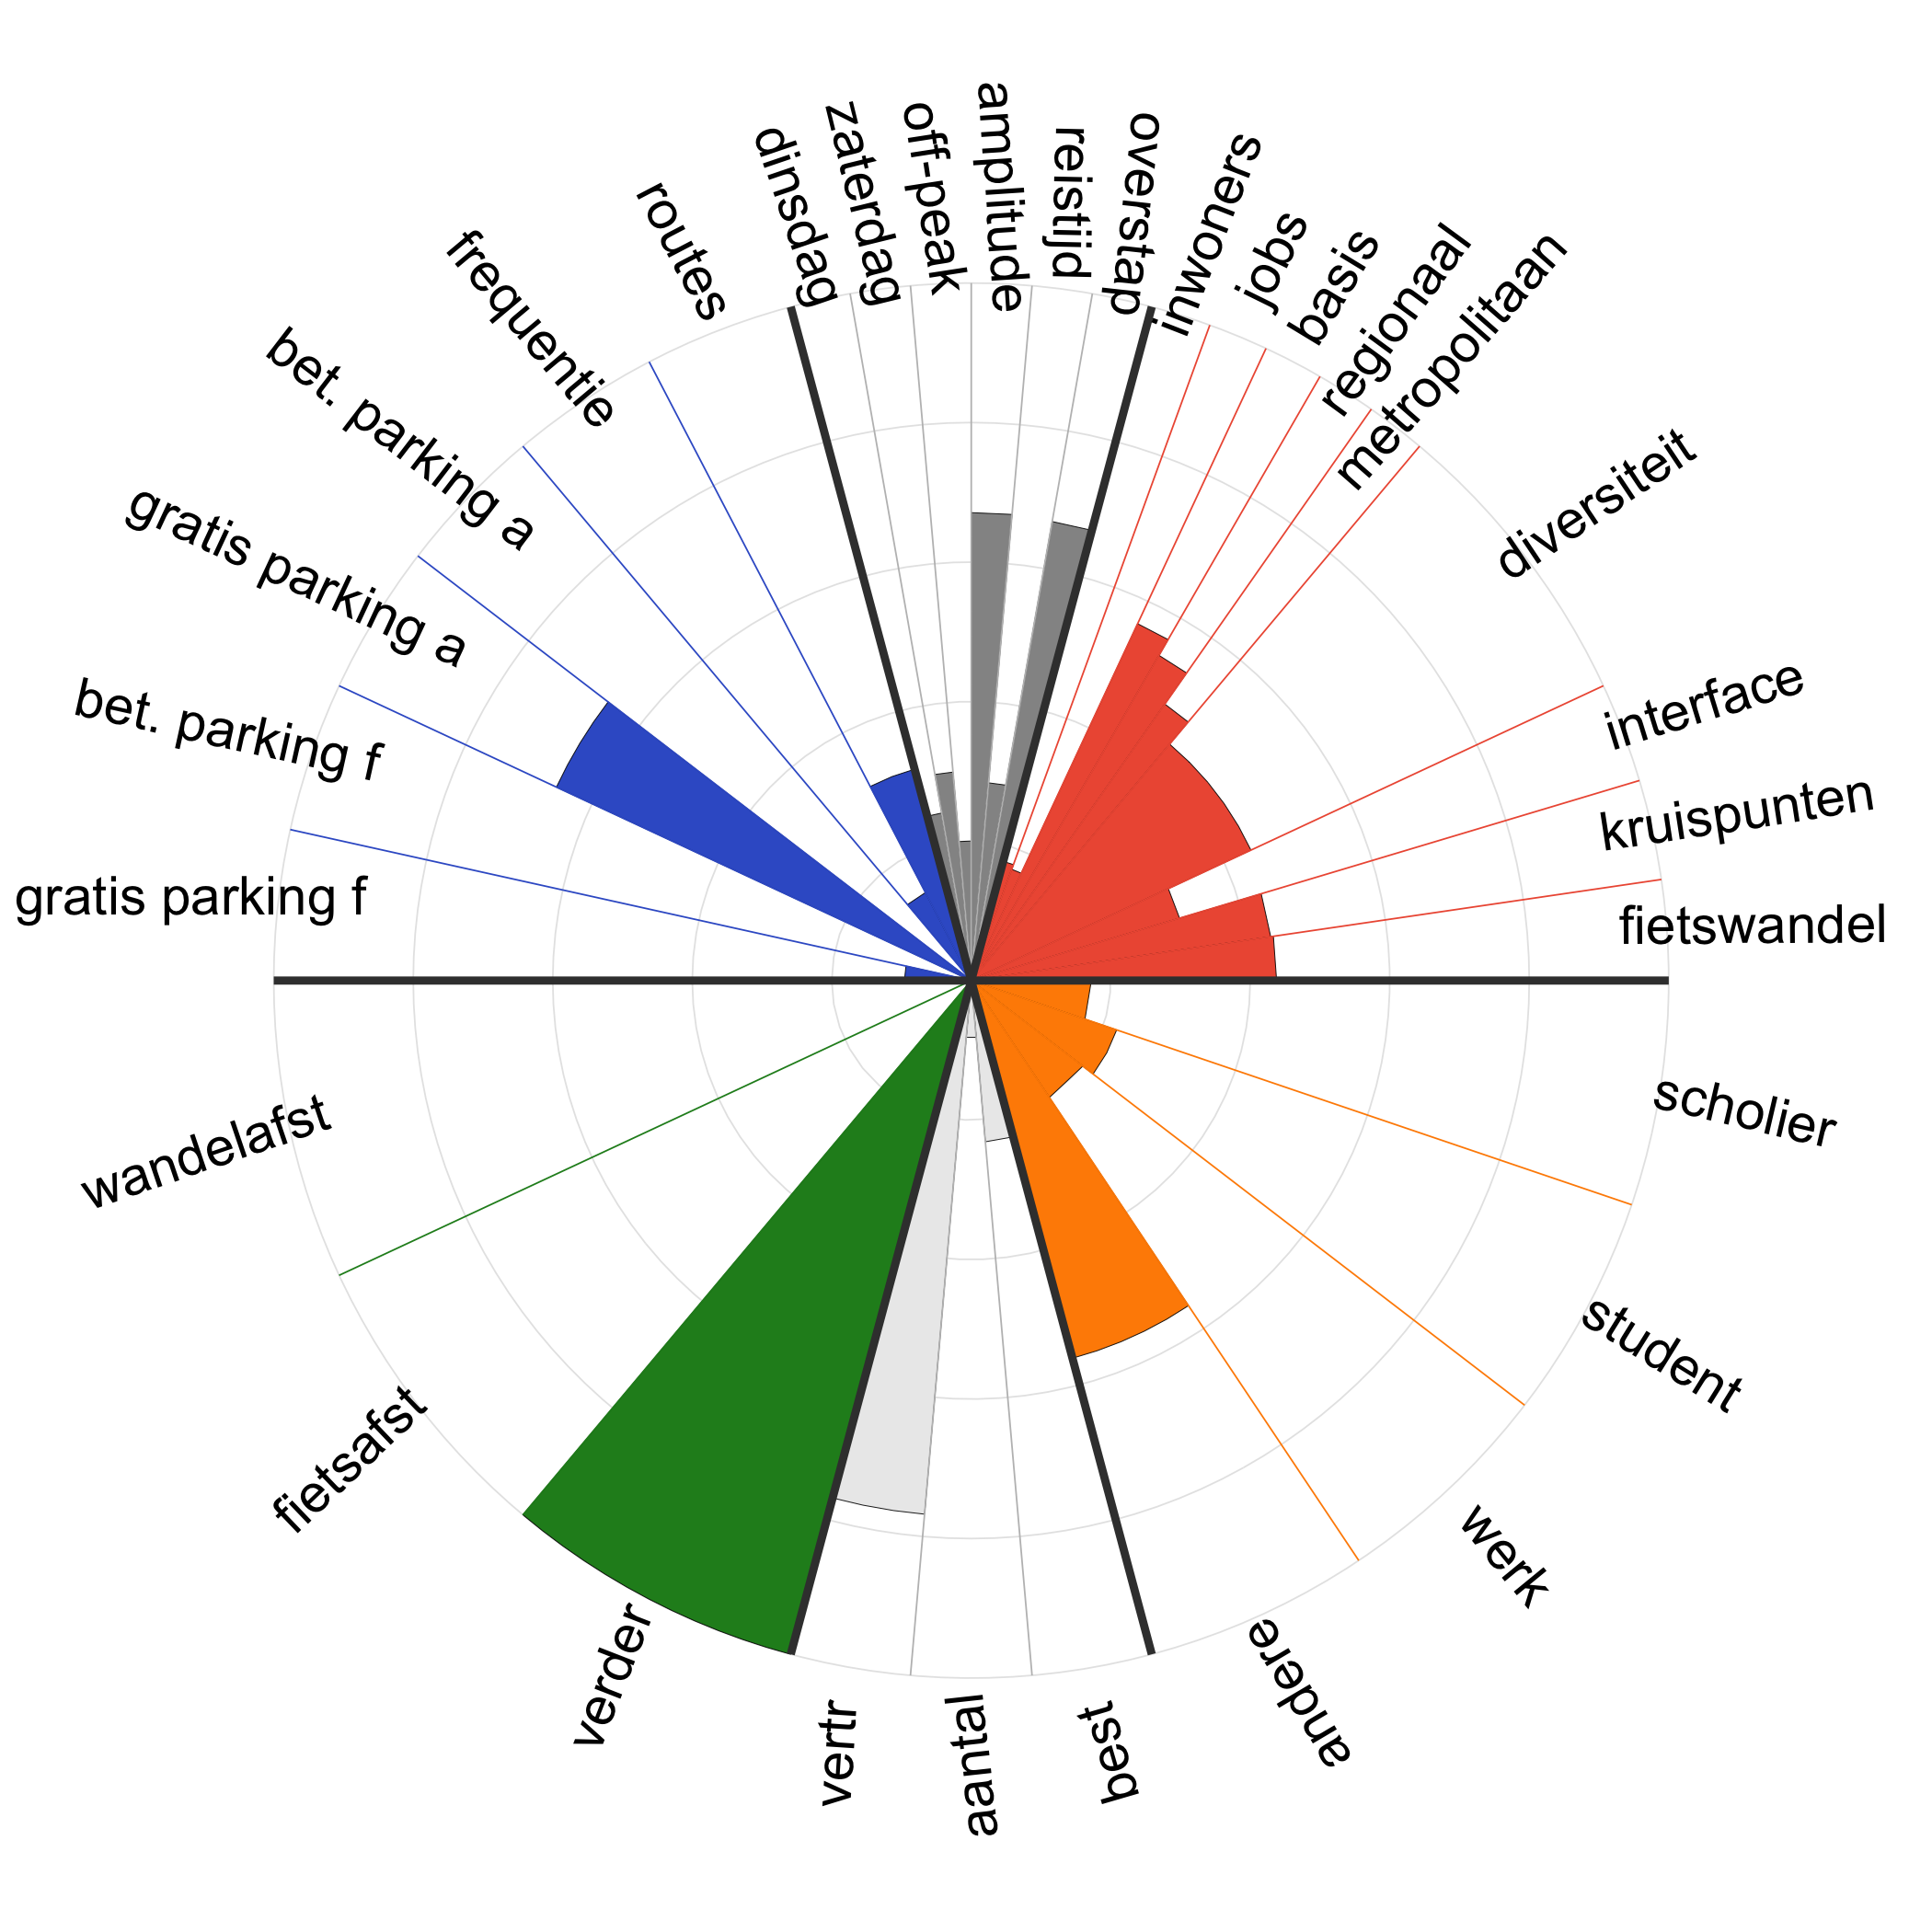 dinsdag
zaterdag
off-peak
amplitude
reistijd
overstap
inwoners
jobs
basis
regionaal
metropolitaan
diversiteit
interface
kruispunten
fietswandel
scholier
student
werk
andere
best
aantal
vertr
verder
fietsafst
wandelafst
gratis parking f
bet. parking f
gratis parking a
bet. parking a
frequentie
routes